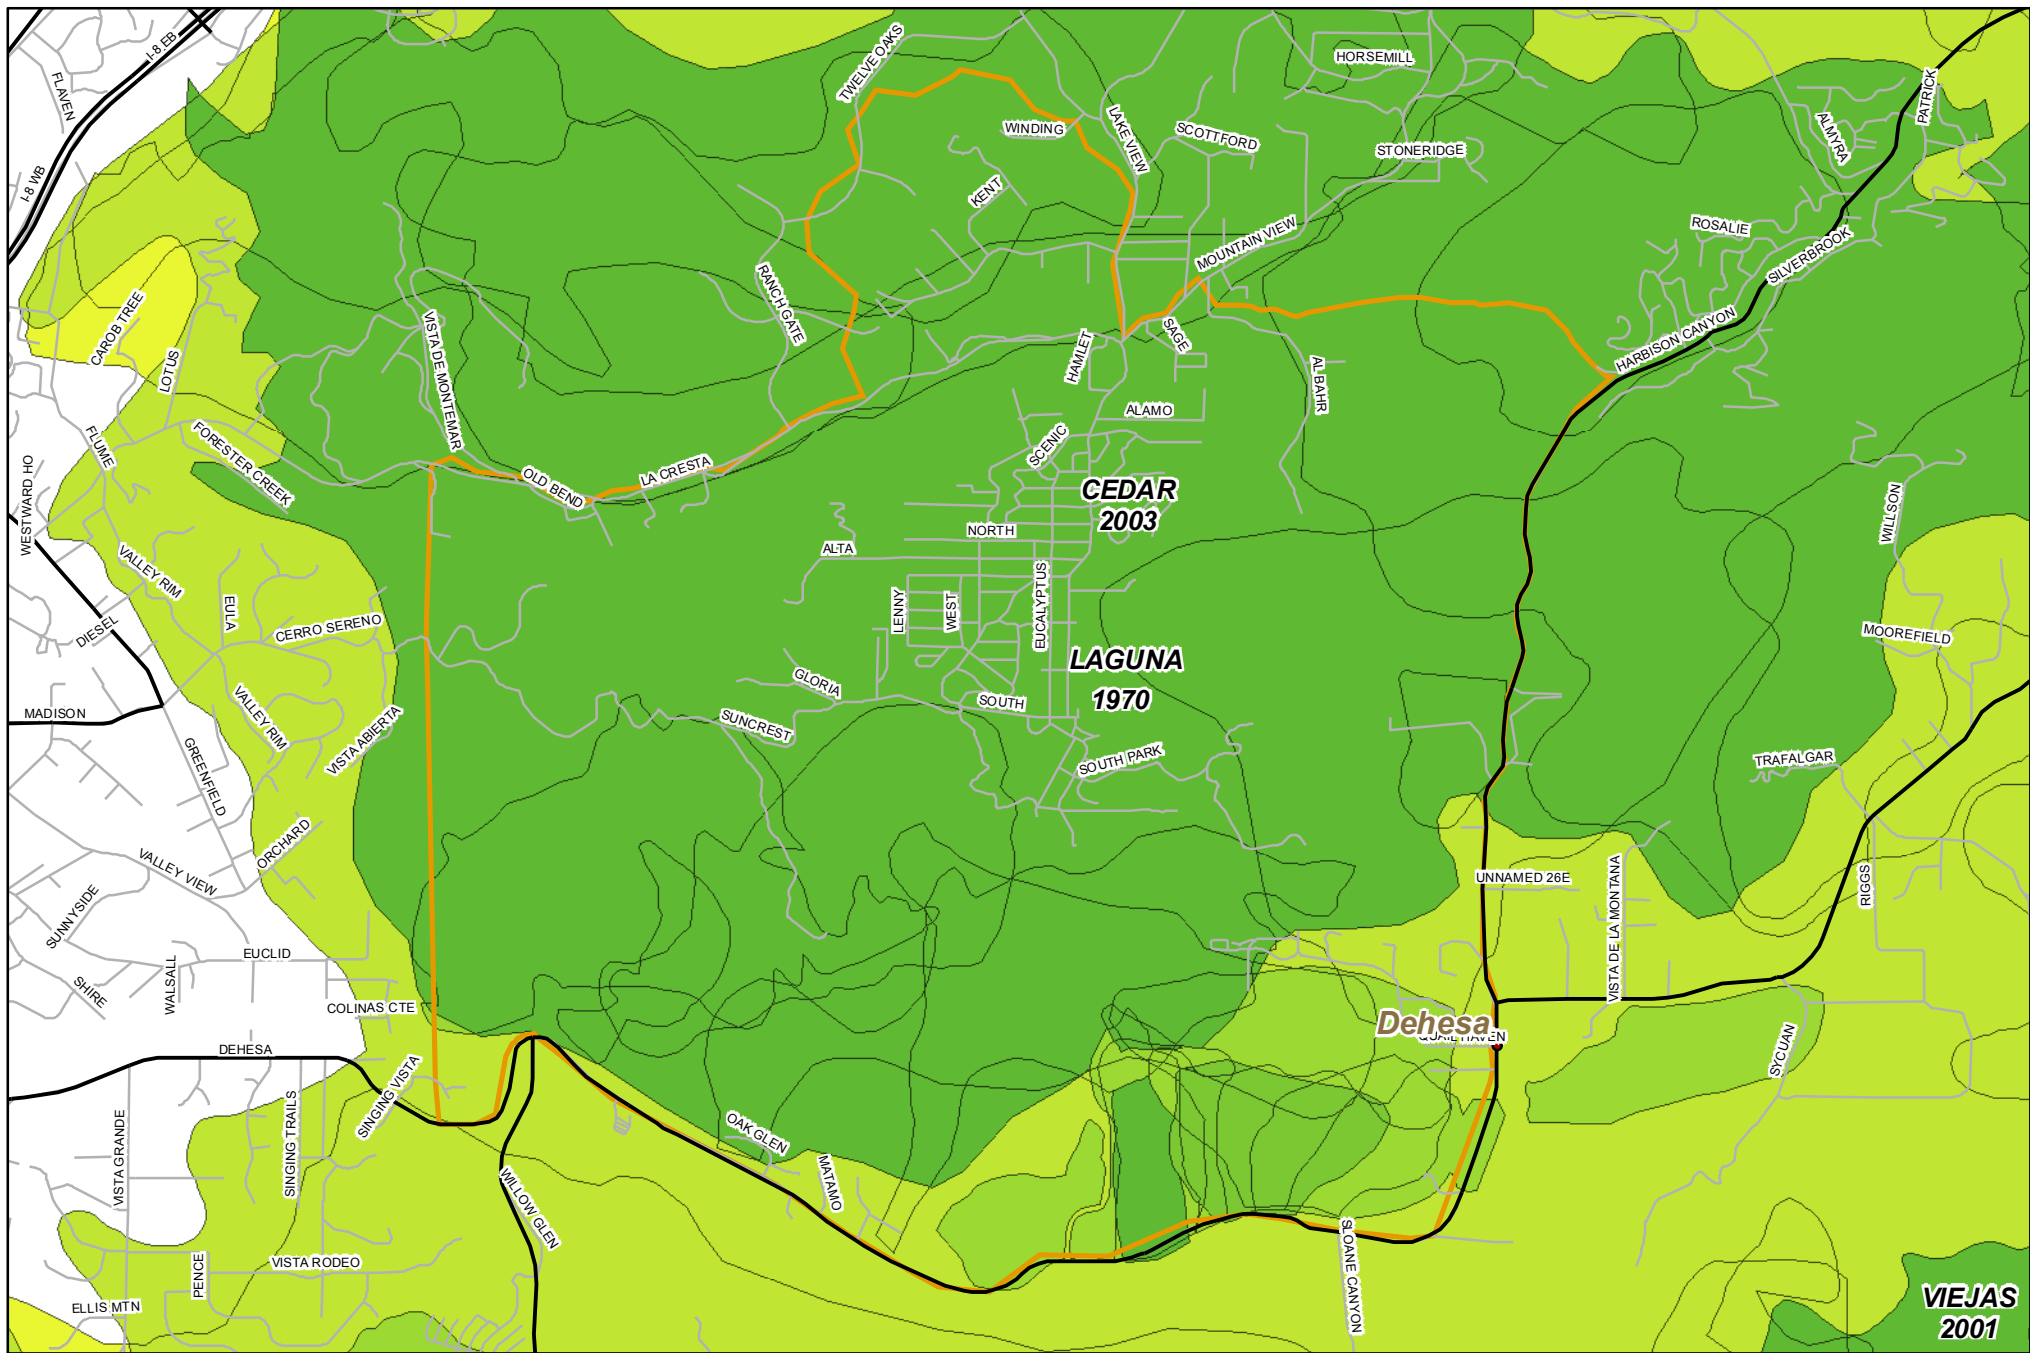 I-8 EB
TWELVE OAKS
HORSEMILL
FLAVEN
PATRICK
WINDING
LAKE VIEW
SCOTTFORD
ALMYRA
STONERIDGE
I-8 WB
KENT
ROSALIE
MOUNTAIN VIEW
SILVERBROOK
RANCH GATE
CAROB TREE
VISTA DE MONTEMAR
SAGE
HARBISON CANYON
HAMLET
LOTUS
AL BAHR
ALAMO
FLUME
FORESTER CREEK
SCENIC
LA CRESTA
OLD BEND
WESTWARD HO
CEDAR
2003
WILLSON
NORTH
ALTA
VALLEY RIM
EUCALYPTUS
EULA
LENNY
WEST
DIESEL
CERRO SERENO
MOOREFIELD
LAGUNA
1970
GLORIA
SOUTH
MADISON
VALLEY RIM
SUNCREST
VISTA ABIERTA
SOUTH PARK
TRAFALGAR
GREENFIELD
ORCHARD
VALLEY VIEW
UNNAMED 26E
RIGGS
SUNNYSIDE
VISTA DE LA MONTANA
EUCLID
WALSALL
SHIRE
COLINAS CTE
Dehesa
QUAIL HAVEN
DEHESA
SYCUAN
SINGING VISTA
OAK GLEN
VISTA GRANDE
SINGING TRAILS
MATAMO
WILLOW GLEN
SLOANE CANYON
VISTA RODEO
PENCE
ELLIS MTN
VIEJAS
2001